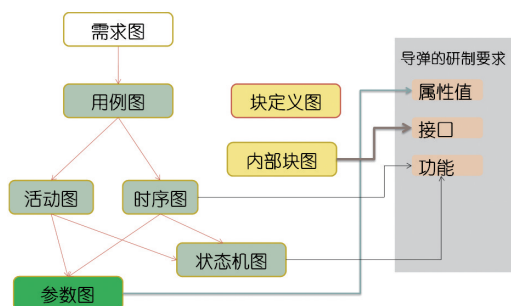 需求图
导弹的研制要求
用例图
块定义图
属性值
接口
内部块图
功能
活动图
时序图
状态机图
参数图